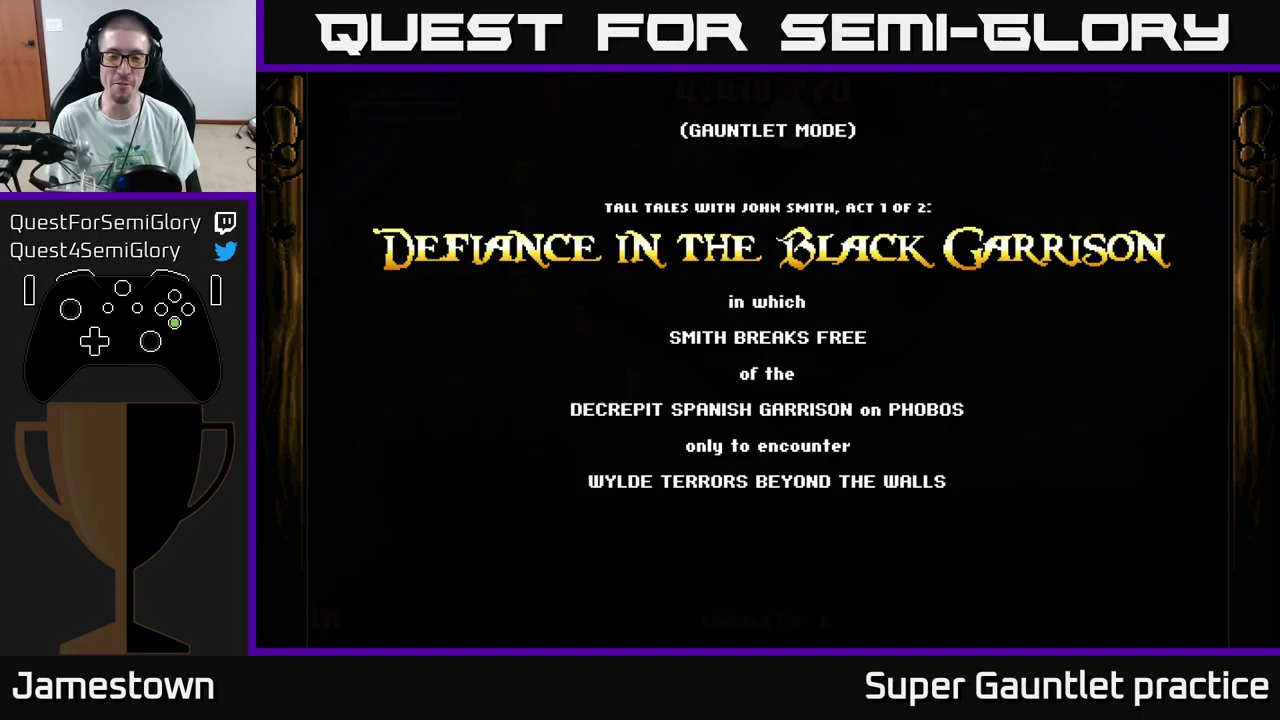 QUEST FOR SEMI-GLORY
(GAUNTLET MODE)
TALL TALES WITH JOHN SMITH, ACT 1 OF 2:
DEFIANCE IN THE BLACK GARRISON
in which
SMITH BREAKS FREE
of the
DECREPIT SPANISH GARRISON on PHOBOS
only to encounter
WYLDE TERRORS BEYOND THE WALLS
QuestForSemiGlory
Quest4SemiGlory
Jamestown
Super Gauntlet practice